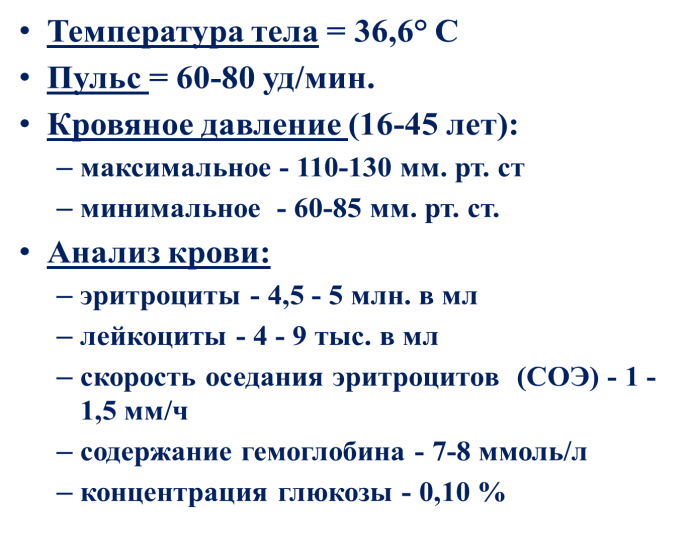 • Температура тела = 36,6° С
• Пульс = 60-80 уд/мин.
• Кровяное давление (16-45 лет):
– максимальное - 110-130 мм. рт. ст
– минимальное - 60-85 мм. рт. ст.
• Анализ крови:
– эритроциты - 4,5 - 5 млн. в мл
– лейкоциты - 4 - 9 тыс. в мл
– скорость оседания эритроцитов (СОЭ) - 1 -
1,5 мм/ч
– содержание гемоглобина - 7-8 ммоль/л
– концентрация глюкозы - 0,10 %